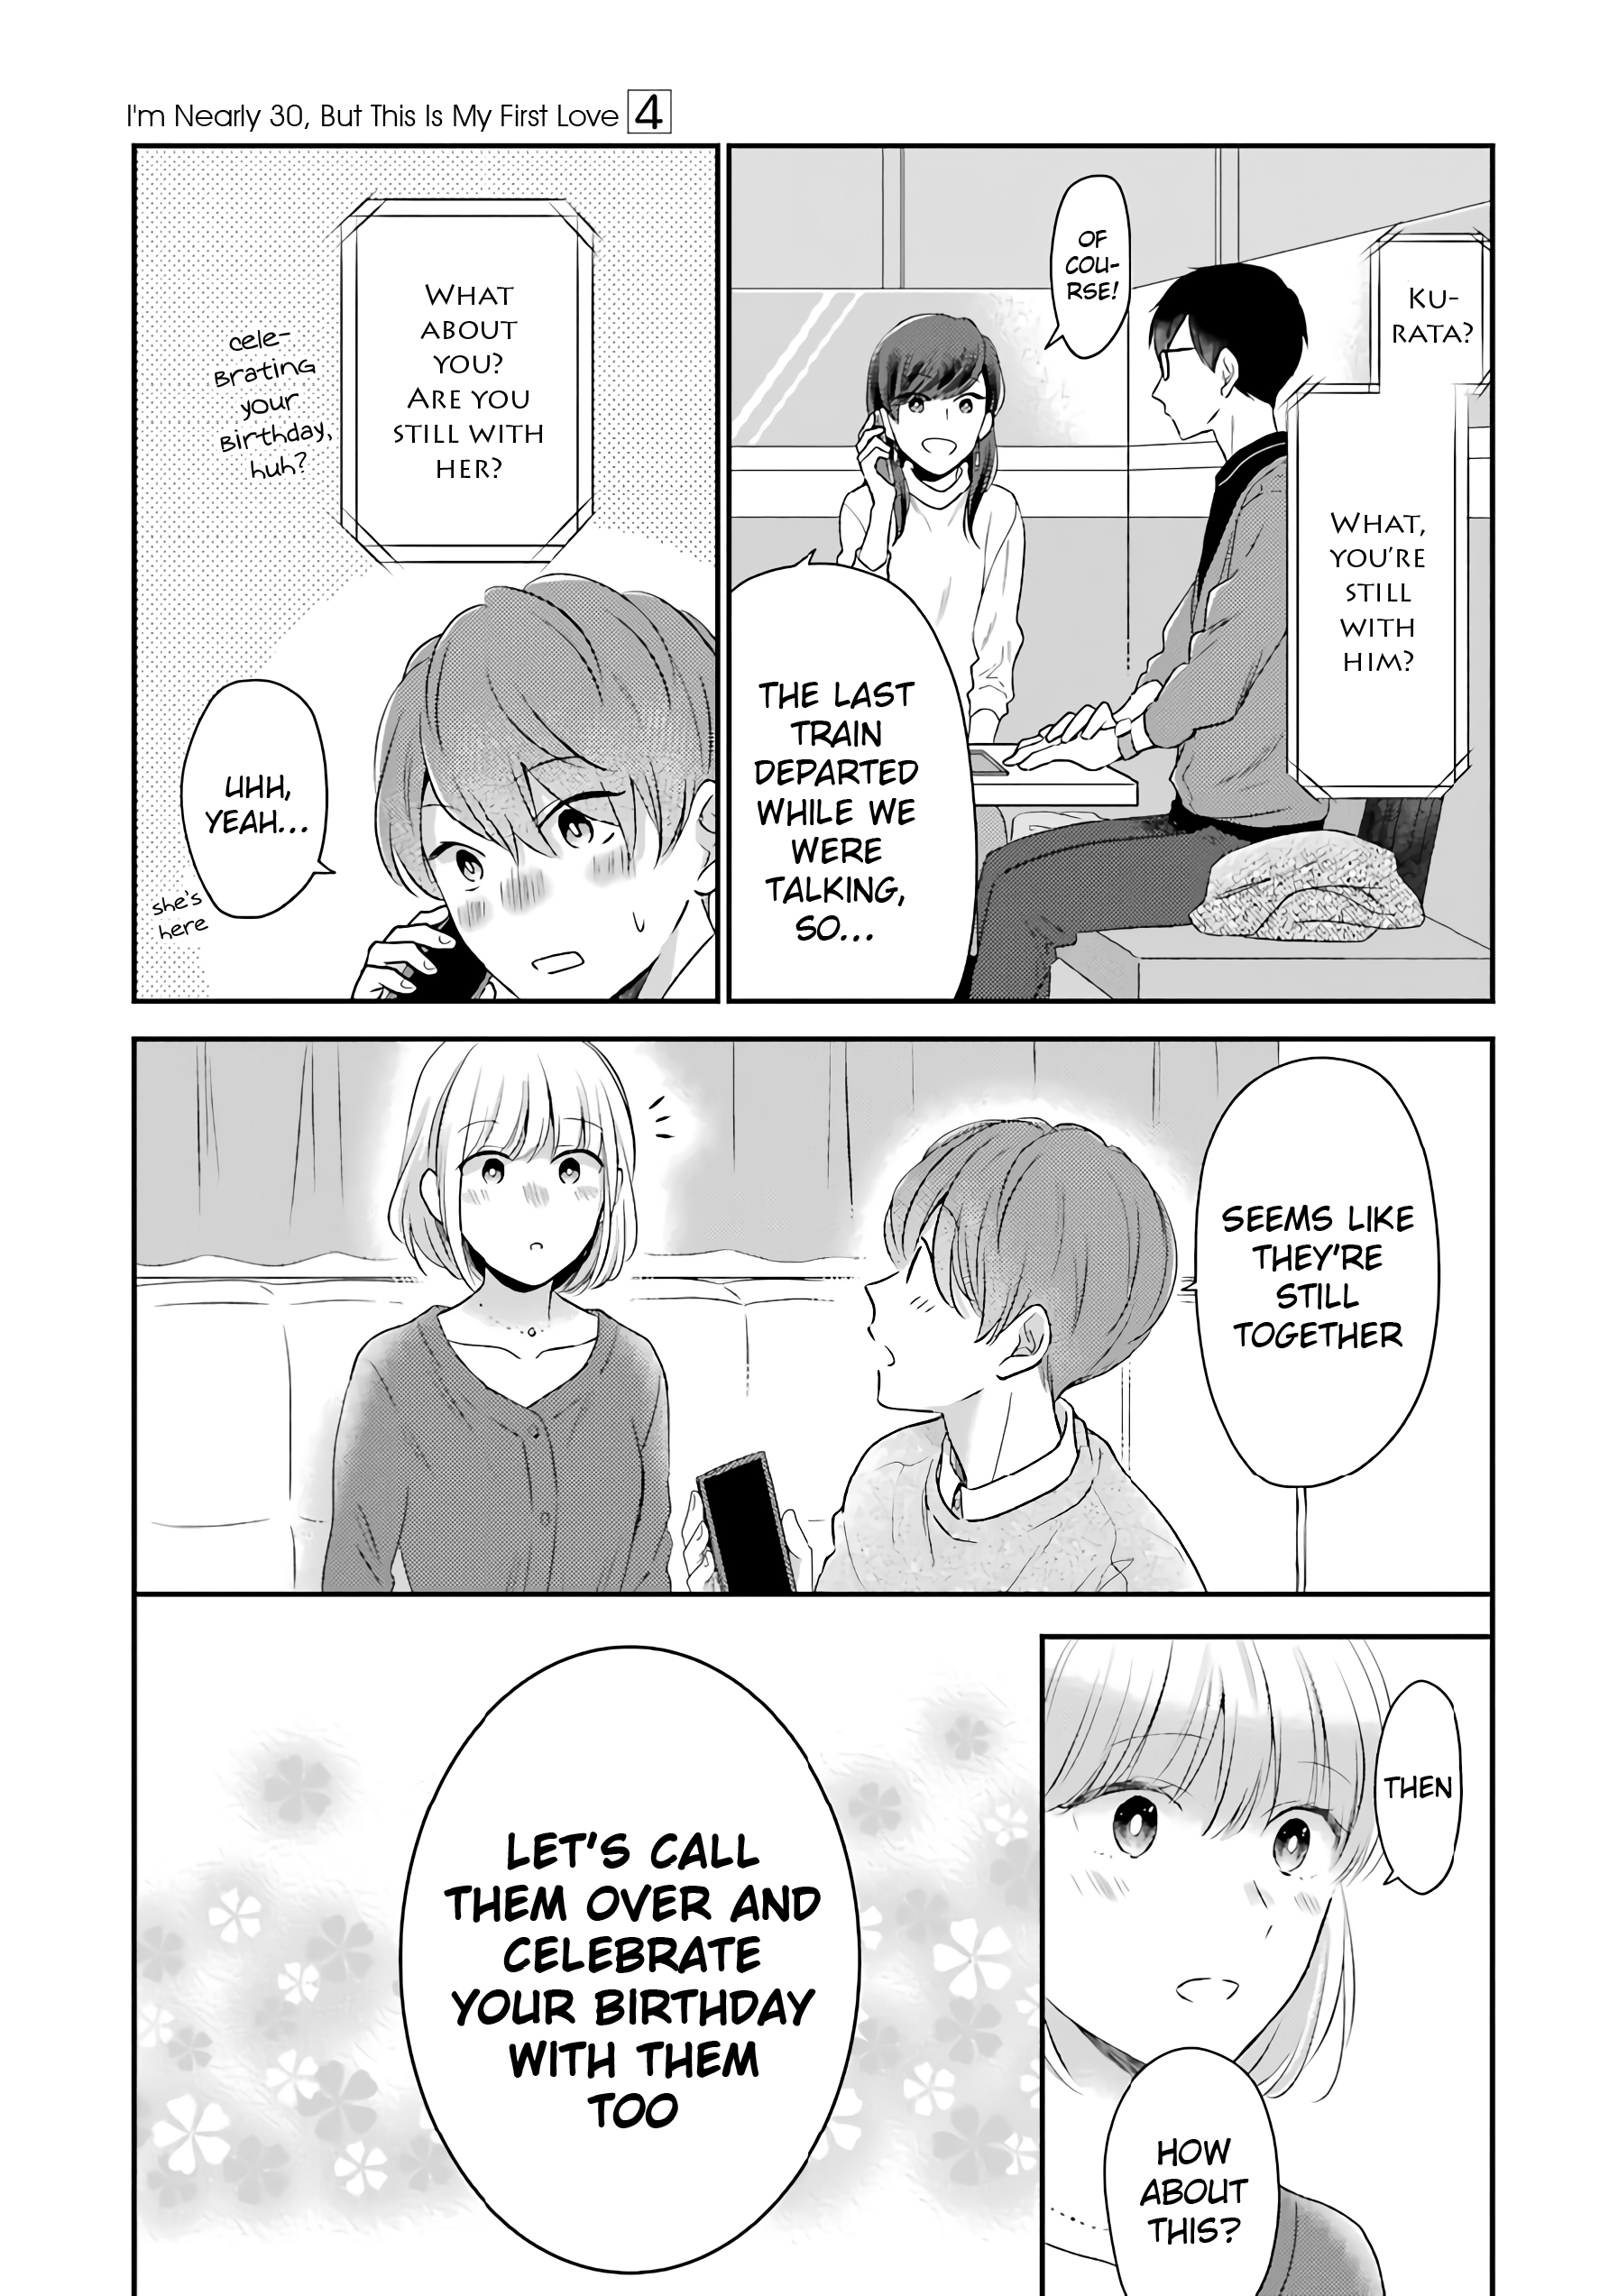 I'm Nearly 30, But This Is My First Love 4
KU-
RATA?
WHAT,
YOU'RE
STILL
WITH
HIM?
OF
COU-
RSE!
THE LAST
TRAIN
DEPARTED
WHILE WE
WERE
TALKING,
SO...
WHAT
ABOUT
YOU?
ARE YOU
STILL WITH
HER?
cele-
Brating
your
Birthday,
huh?
UHH,
YEAH...
she's
here
SEEMS LIKE
THEY'RE
STILL
TOGETHER
THEN
HOW
ABOUT
THIS?
LET'S CALL
THEM OVER AND
CELEBRATE
YOUR BIRTHDAY
WITH THEM
TOO